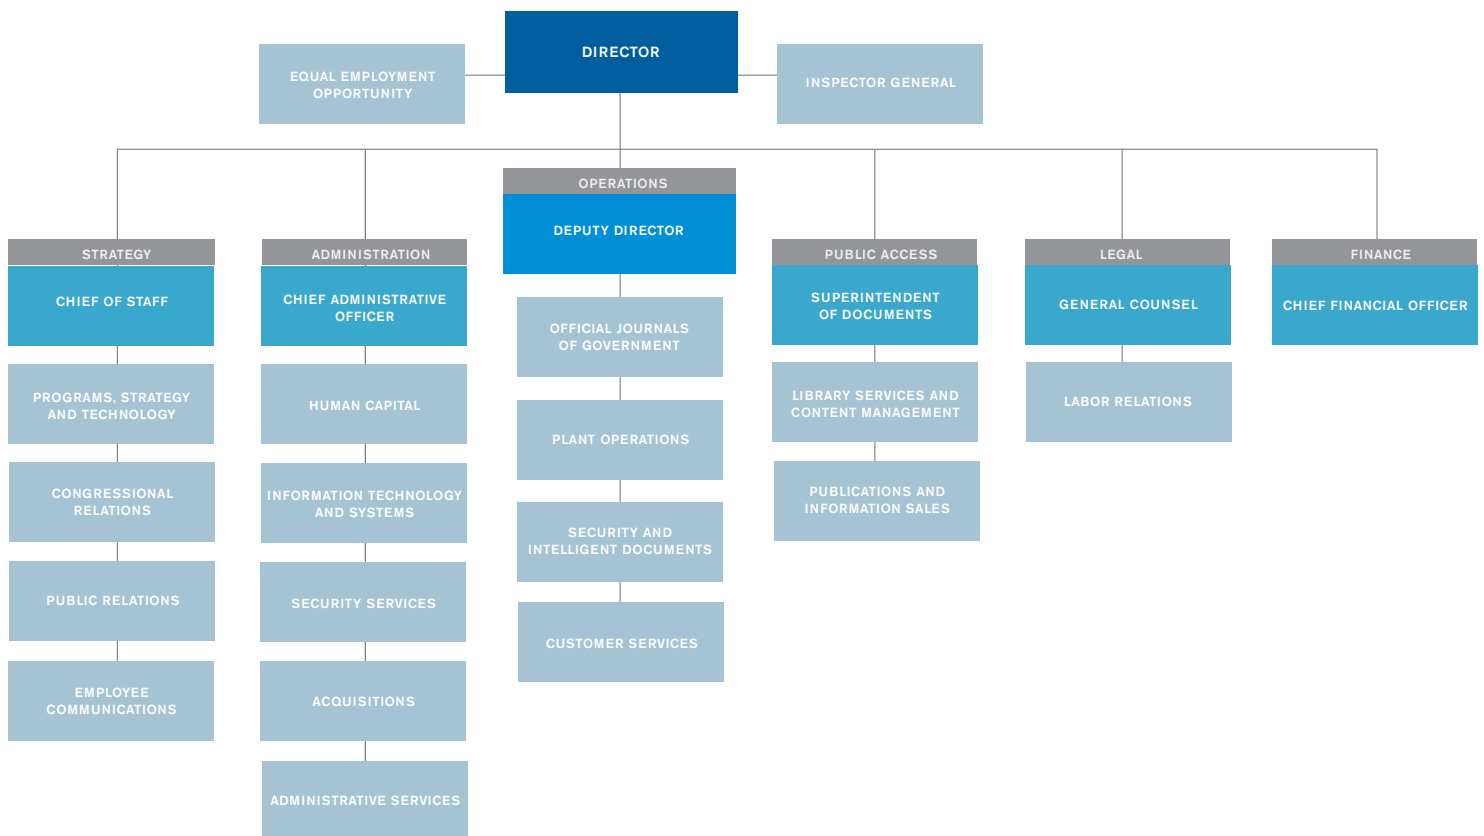 DIRECTOR
EQUAL EMPLOYMENT
OPPORTUNITY
INSPECTOR GENERAL
OPERATIONS
DEPUTY DIRECTOR
OFFICIAL JOURNALS
OF GOVERNMENT
PLANT OPERATIONS
SECURITY AND
INTELLIGENT DOCUMENTS
CUSTOMER SERVICES
STRATEGY
CHIEF OF STAFF
PROGRAMS, STRATEGY
AND TECHNOLOGY
CONGRESSIONAL
RELATIONS
PUBLIC RELATIONS
EMPLOYEE
COMMUNICATIONS
ADMINISTRATION
CHIEF ADMINISTRATIVE
OFFICER
HUMAN CAPITAL
INFORMATION TECHNOLOGY
AND SYSTEMS
SECURITY SERVICES
ACQUISITIONS
ADMINISTRATIVE SERVICES
PUBLIC ACCESS
SUPERINTENDENT
OF DOCUMENTS
LIBRARY SERVICES AND
CONTENT MANAGEMENT
PUBLICATIONS AND
INFORMATION SALES
LEGAL
GENERAL COUNSEL
LABOR RELATIONS
FINANCE
CHIEF FINANCIAL OFFICER